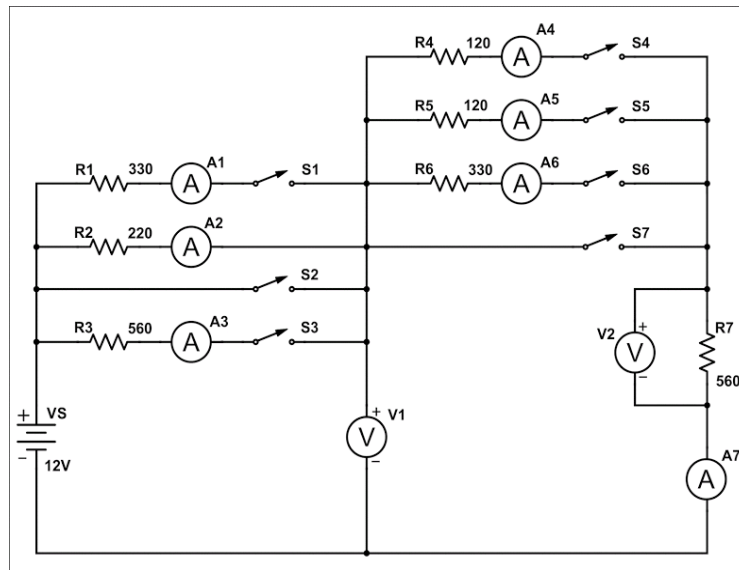 A4
R4 120 A S4
A5
R5 120 A S5
A1 A6
R1 330 A S1 R6 330 A S6
A2
R2 220 A S7
S2
A3
R3 560 A S3
V2 + V − R7
560
+ VS
− 12V
+ V1
V
−
A7
A